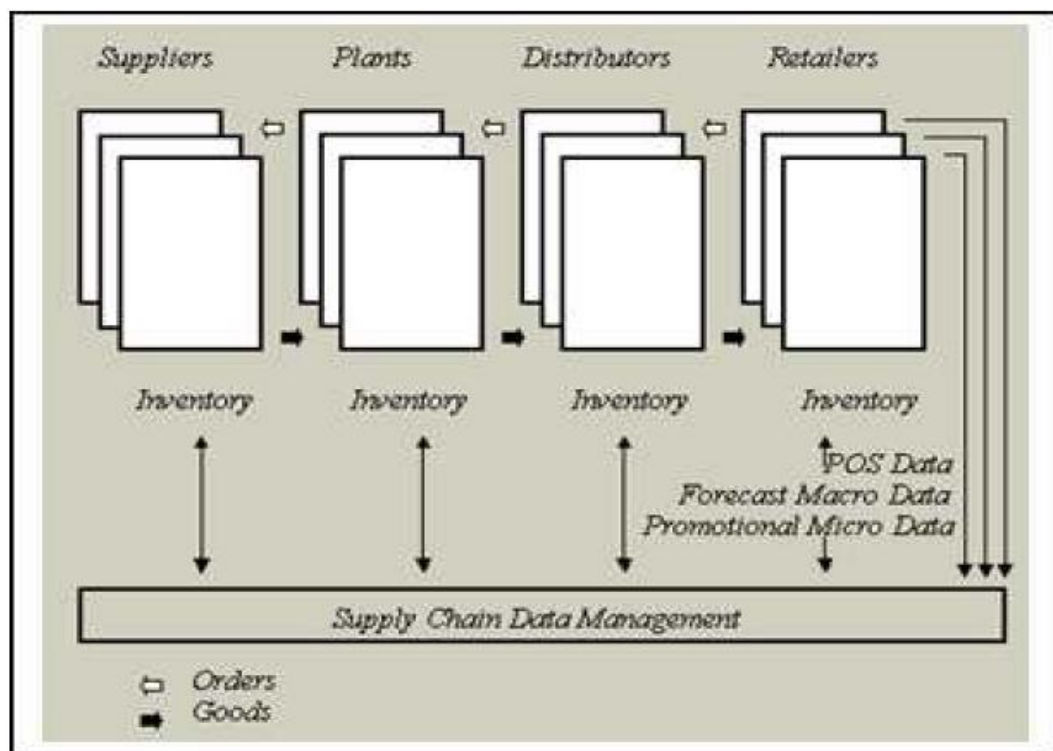 Suppliers Plants Distributors Retailers
Inventory Inventory Inventory Inventory
POS Data
Forecast Macro Data
Promotional Micro Data
Supply Chain Data Management
Orders
Goods